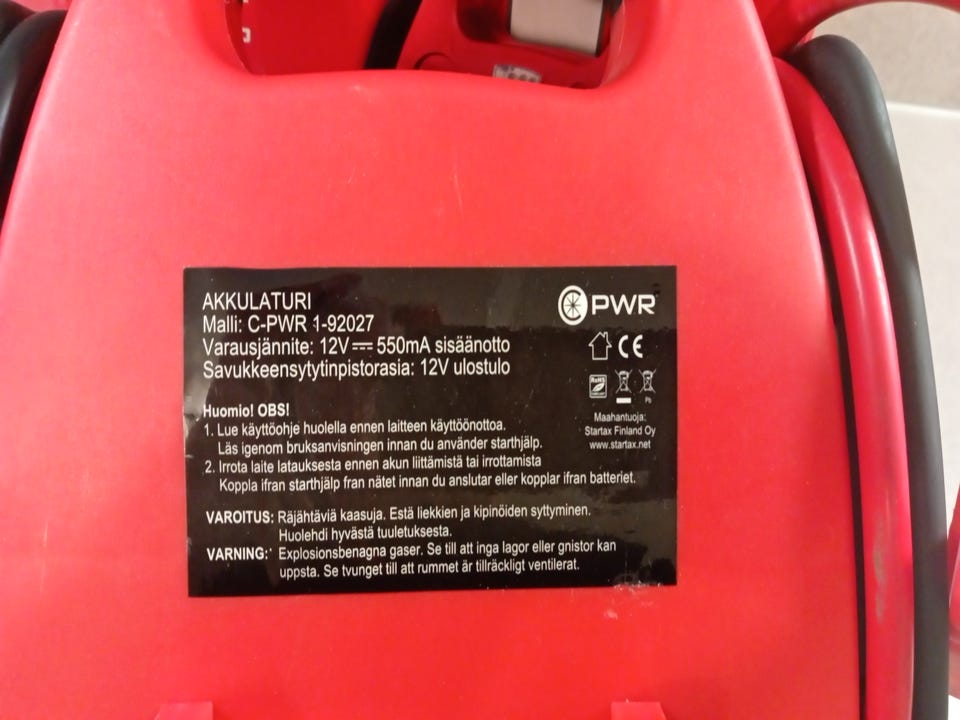 AKKULATURI
Malli: C-PWR 1-92027
Varausjännite: 12V⎓550mA sisäänotto
Savukkeensytytinpistorasia: 12V ulostulo
CPWR
CE
RoHS
Pb
Maahantuoja:
Startax Finland Oy
www.startax.net
Huomio! OBS!
1. Lue käyttöohje huolella ennen laitteen käyttöönottoa.
Läs igenom bruksanvisningen innan du använder starthjälp.
2. Irrota laite latauksesta ennen akun liittämistä tai irrottamista
Koppla ifran starthjälp fran nätet innan du anslutar eller kopplar ifran batteriet.
VAROITUS: Räjähtäviä kaasuja. Estä liekkien ja kipinöiden syttyminen.
Huolehdi hyvästä tuuletuksesta.
VARNING: Explosionsbenagna gaser. Se till att inga lagor eller gnistor kan
uppsta. Se tvunget till att rummet är tillräckligt ventilerat.